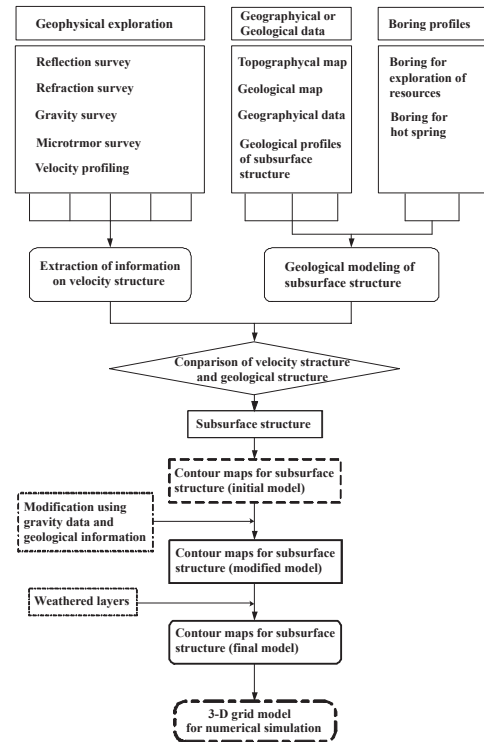 Geophysical exploration
Reflection survey
Refraction survey
Gravity survey
Microtrmor survey
Velocity profiling
Geographyical or
Geological data
Topographycal map
Geological map
Geographyical data
Geological profiles
of subsurface
structure
Boring profiles
Boring for
exploration of
resources
Boring for
hot spring
Extraction of information
on velocity structure
Geological modeling of
subsurface structure
Comparison of velocity stracture
and geological structure
Subsurface structure
Contour maps for subsurface
structure (initial model)
Modification using
gravity data and
geological information
Contour maps for subsurface
structure (modified model)
Weathered layers
Contour maps for subsurface
structure (final model)
3-D grid model
for numerical simulation